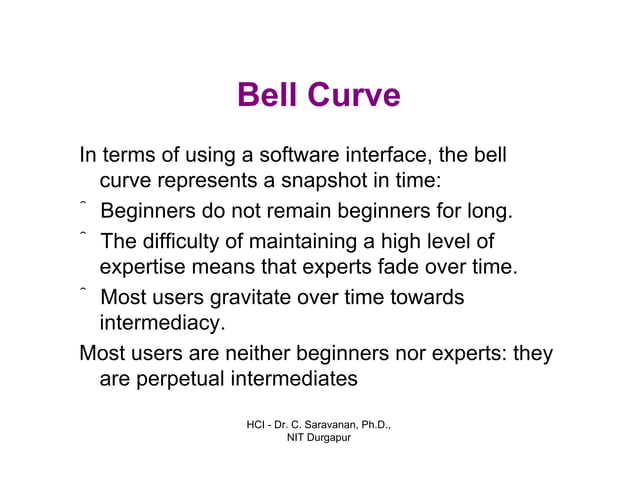 Bell Curve
In terms of using a software interface, the bell
curve represents a snapshot in time:
ˆ Beginners do not remain beginners for long.
ˆ The difficulty of maintaining a high level of
expertise means that experts fade over time.
ˆ Most users gravitate over time towards
intermediacy.
Most users are neither beginners nor experts: they
are perpetual intermediates
HCI - Dr. C. Saravanan, Ph.D.,
NIT Durgapur